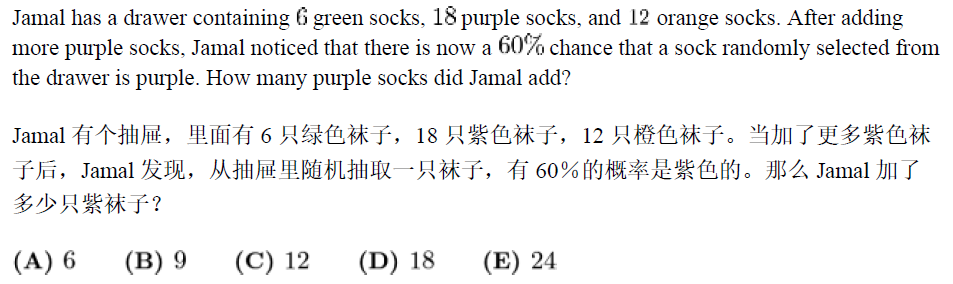 Jamal has a drawer containing 6 green socks, 18 purple socks, and 12 orange socks. After adding
more purple socks, Jamal noticed that there is now a 60% chance that a sock randomly selected from
the drawer is purple. How many purple socks did Jamal add?
Jamal 有个抽屉，里面有 6 只绿色袜子，18 只紫色袜子，12 只橙色袜子。当加了更多紫色袜
子后，Jamal 发现，从抽屉里随机抽取一只袜子，有 60%的概率是紫色的。那么 Jamal 加了
多少只紫袜子？
(A) 6 (B) 9 (C) 12 (D) 18 (E) 24